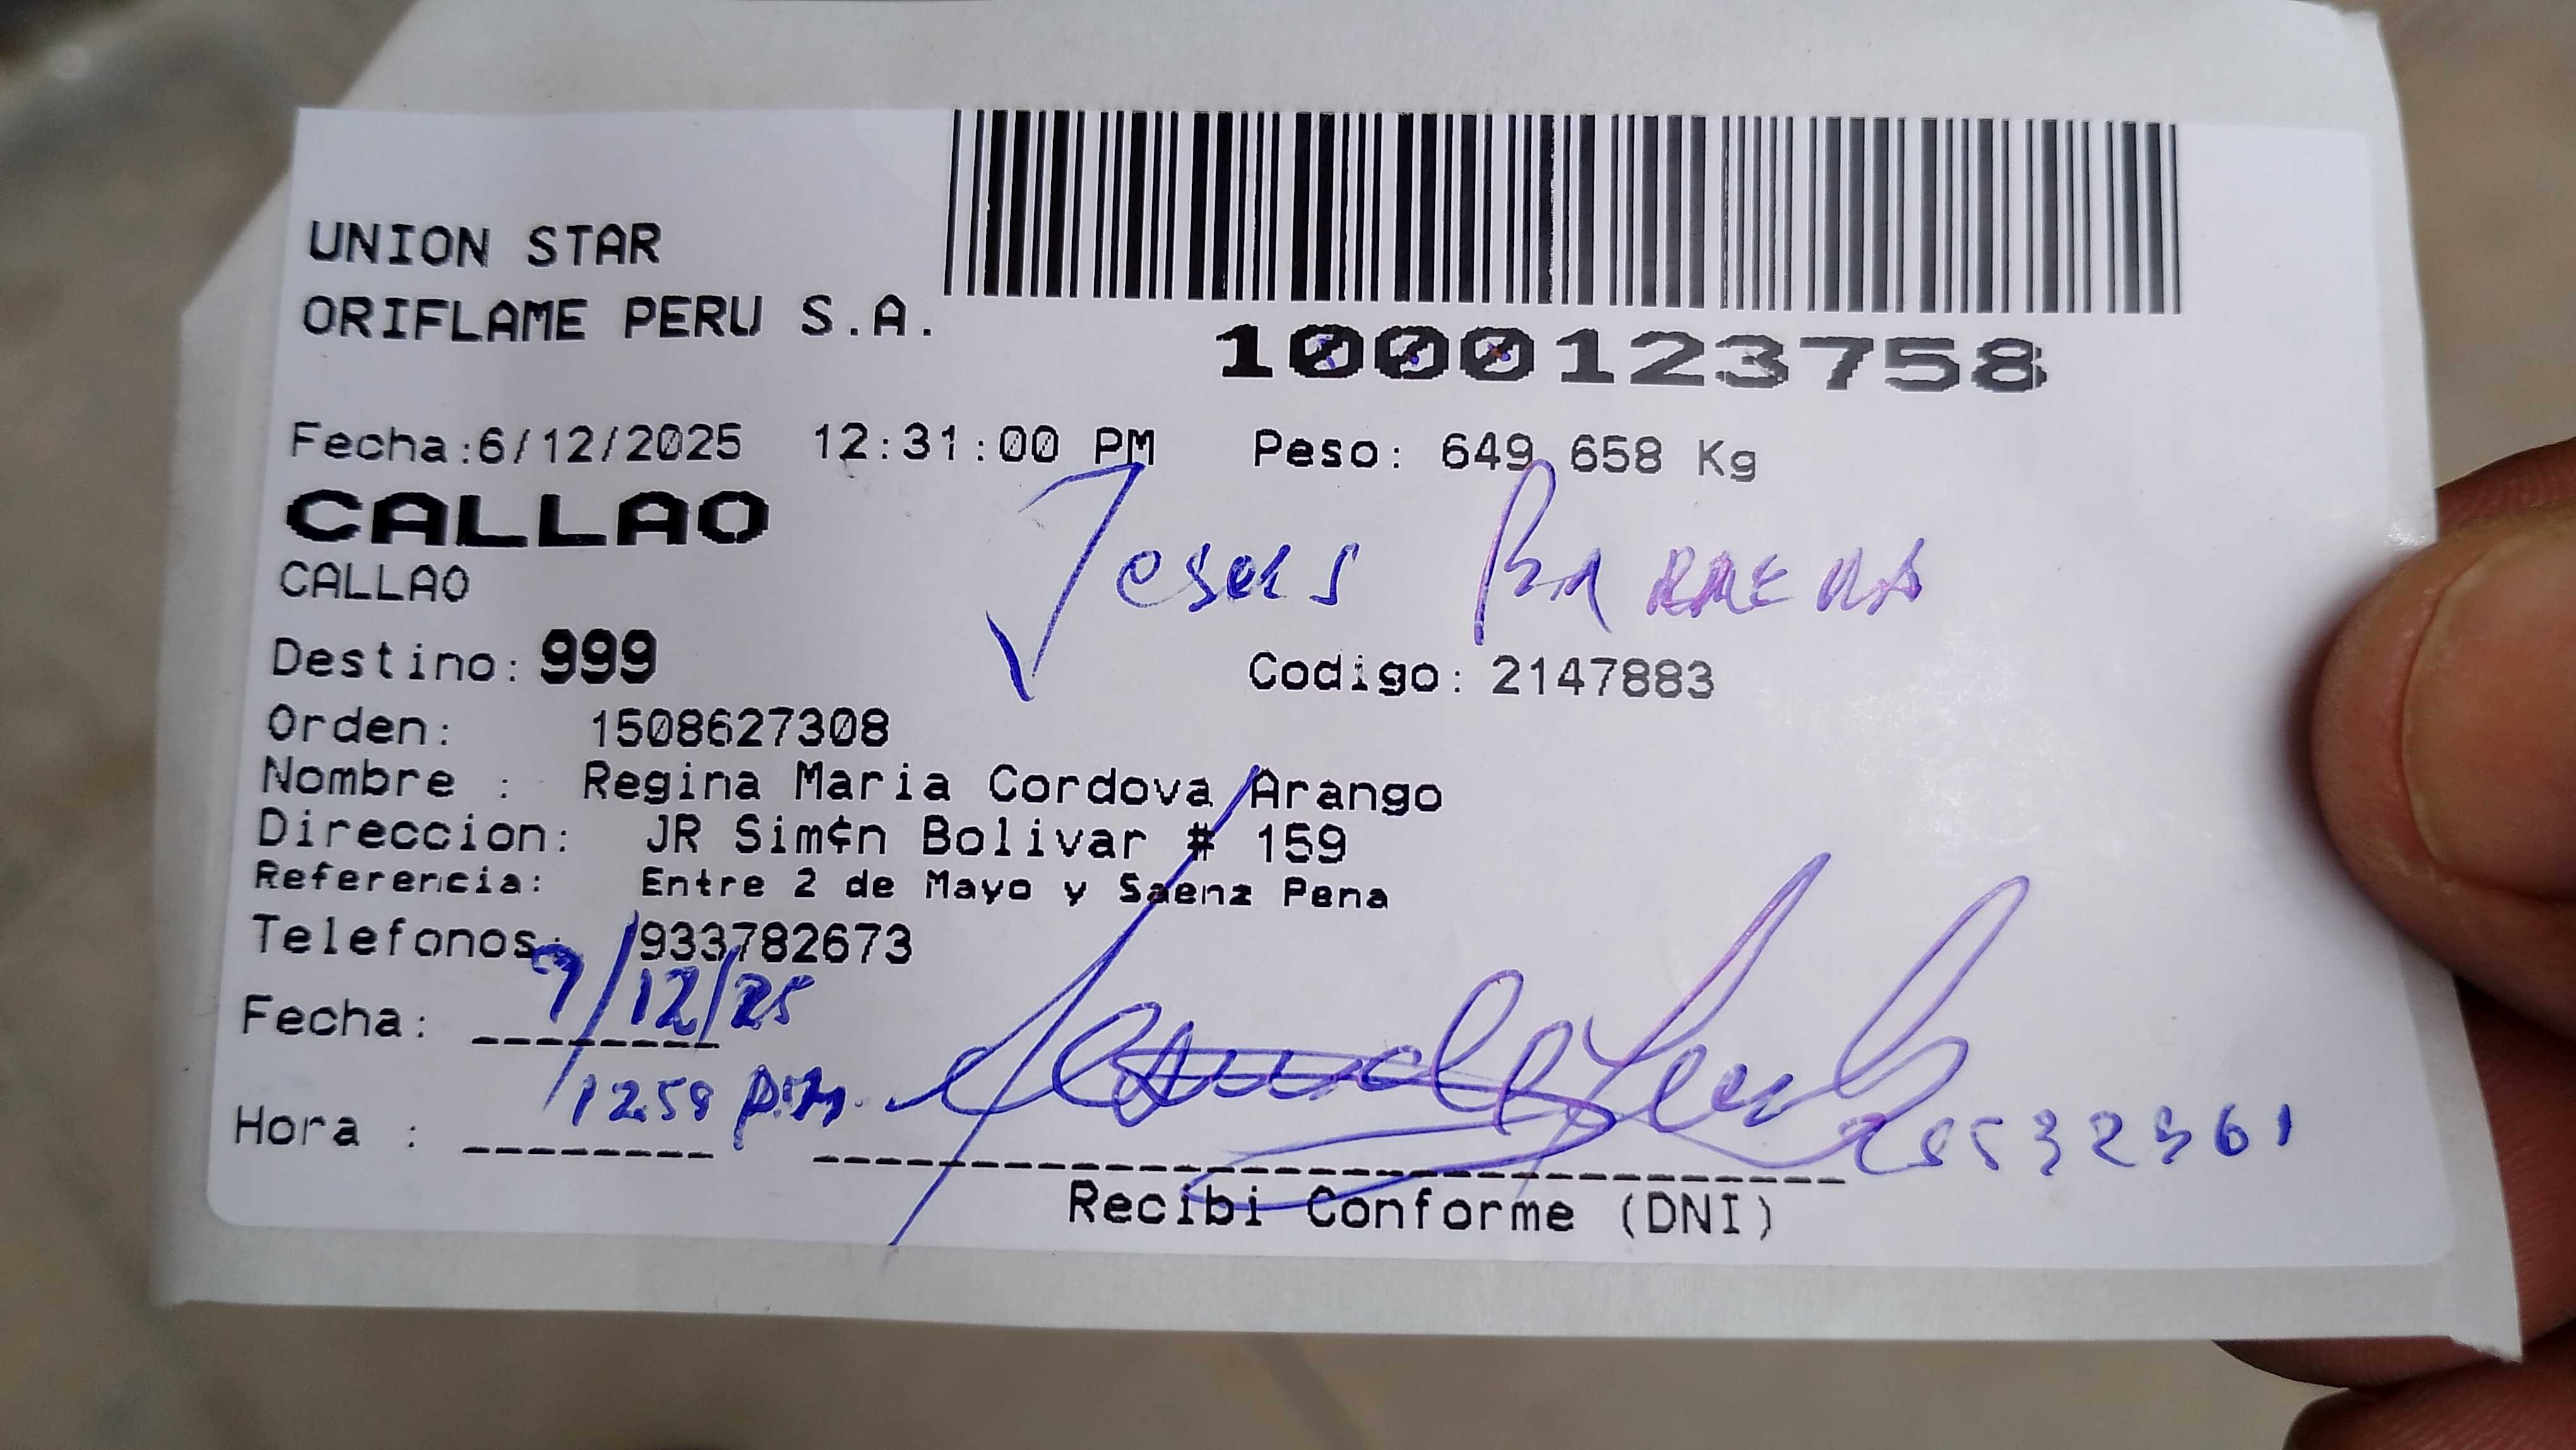 UNION STAR
ORIFLAME PERU S.A.
1000123758
Fecha:6/12/2025 12:31:00 PM Peso: 649,658 Kg
CALLAO
CALLAO
Jesus
Destino: 999 Codigo: 2147883
Orden: 1508627308
Nombre : Regina Maria Cordova Arango
Direccion: JR Sim¢n Bolivar # 159
Referencia: Entre 2 de Mayo y Saenz Pena
Telefonos: 933782673
Fecha: 7/12/25
Hora : 12.58 p.m.
Recibi Conforme (DNI)